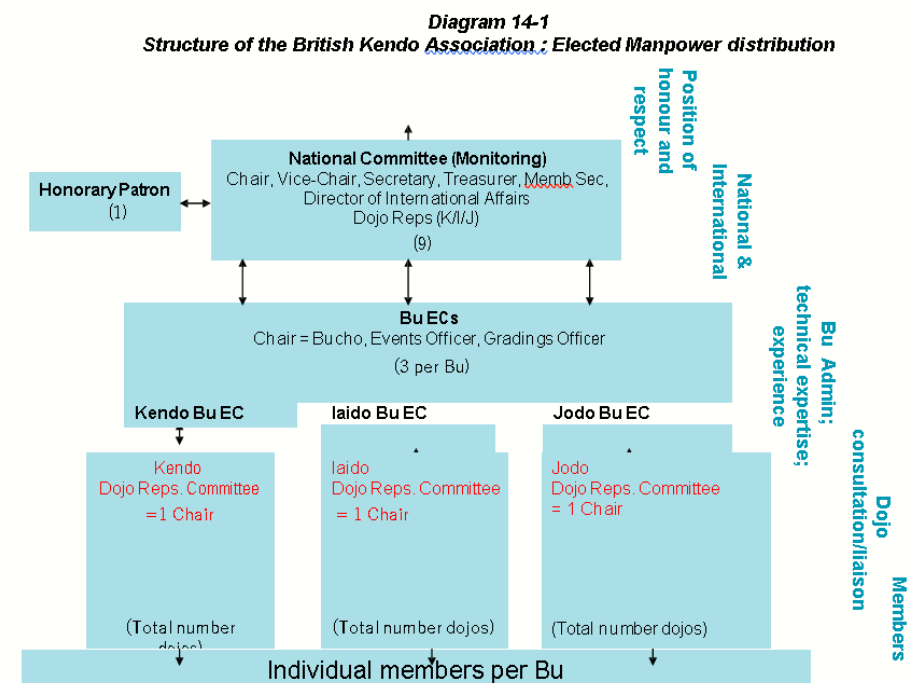 Diagram 14-1
Structure of the British Kendo Association : Elected Manpower distribution
Position of
honour and
respect
National Committee (Monitoring)
Chair, Vice-Chair, Secretary, Treasurer, Memb Sec,
Director of International Affairs
Dojo Reps (K/I/J)
(9)
Honorary Patron
(1)
National &
International
Bu ECs
Chair = Bucho, Events Officer, Gradings Officer
(3 per Bu)
Bu Admin;
technical expertise;
experience
Kendo Bu EC
Iaido Bu EC
Jodo Bu EC
Kendo
Dojo Reps. Committee
=1 Chair
(Total number
dojos)
Iaido
Dojo Reps. Committee
= 1 Chair
(Total number dojos)
Jodo
Dojo Reps. Committee
= 1 Chair
(Total number dojos)
Dojo
consultation/liaison
Members
Individual members per Bu